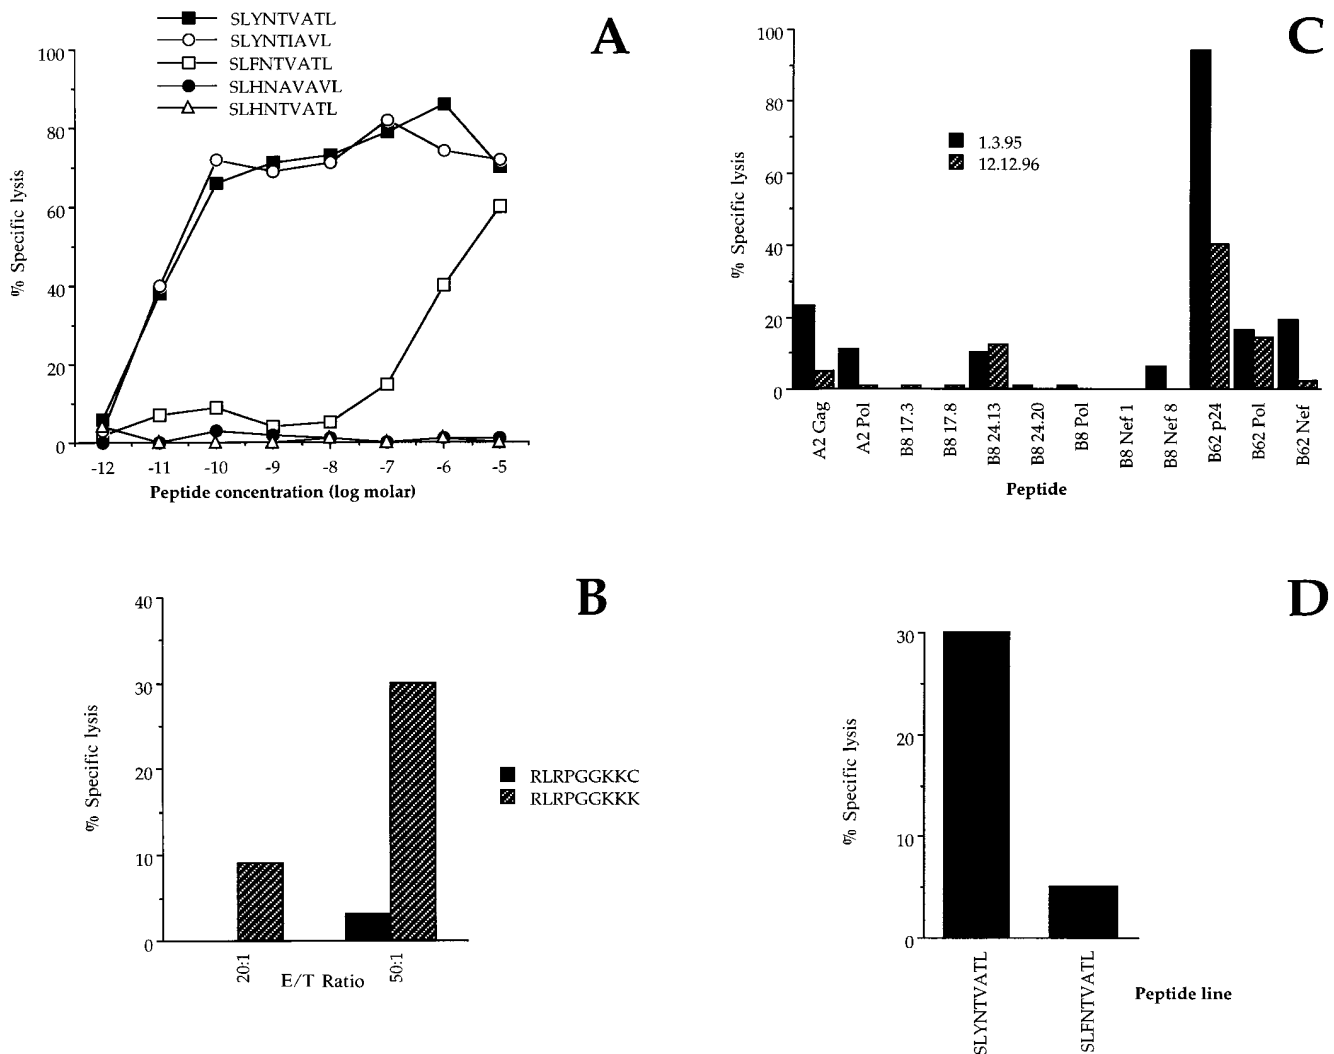 A
SLYNTVATL
SLYNTIAVL
SLFNTVATL
SLHNAVAVL
SLHNTVATL
100
80
60
40
20
0
% Specific lysis
-12 -11 -10 -9 -8 -7 -6 -5
Peptide concentration (log molar)
C
100
80
60
40
20
0
% Specific lysis
1.3.95
12.12.96
A2 Gag
A2 Pol
B8 17.3
B8 17.8
B8 24.13
B8 24.20
B8 Pol
B8 Nef 1
B8 Nef 8
B62 p24
B62 Pol
B62 Nef
Peptide
B
40
30
20
10
0
% Specific lysis
RLRPGGKKC
RLRPGGKKK
20:1
50:1
E/T Ratio
D
30
20
10
0
% Specific lysis
SLYNTVATL
SLFNTVATL
Peptide line